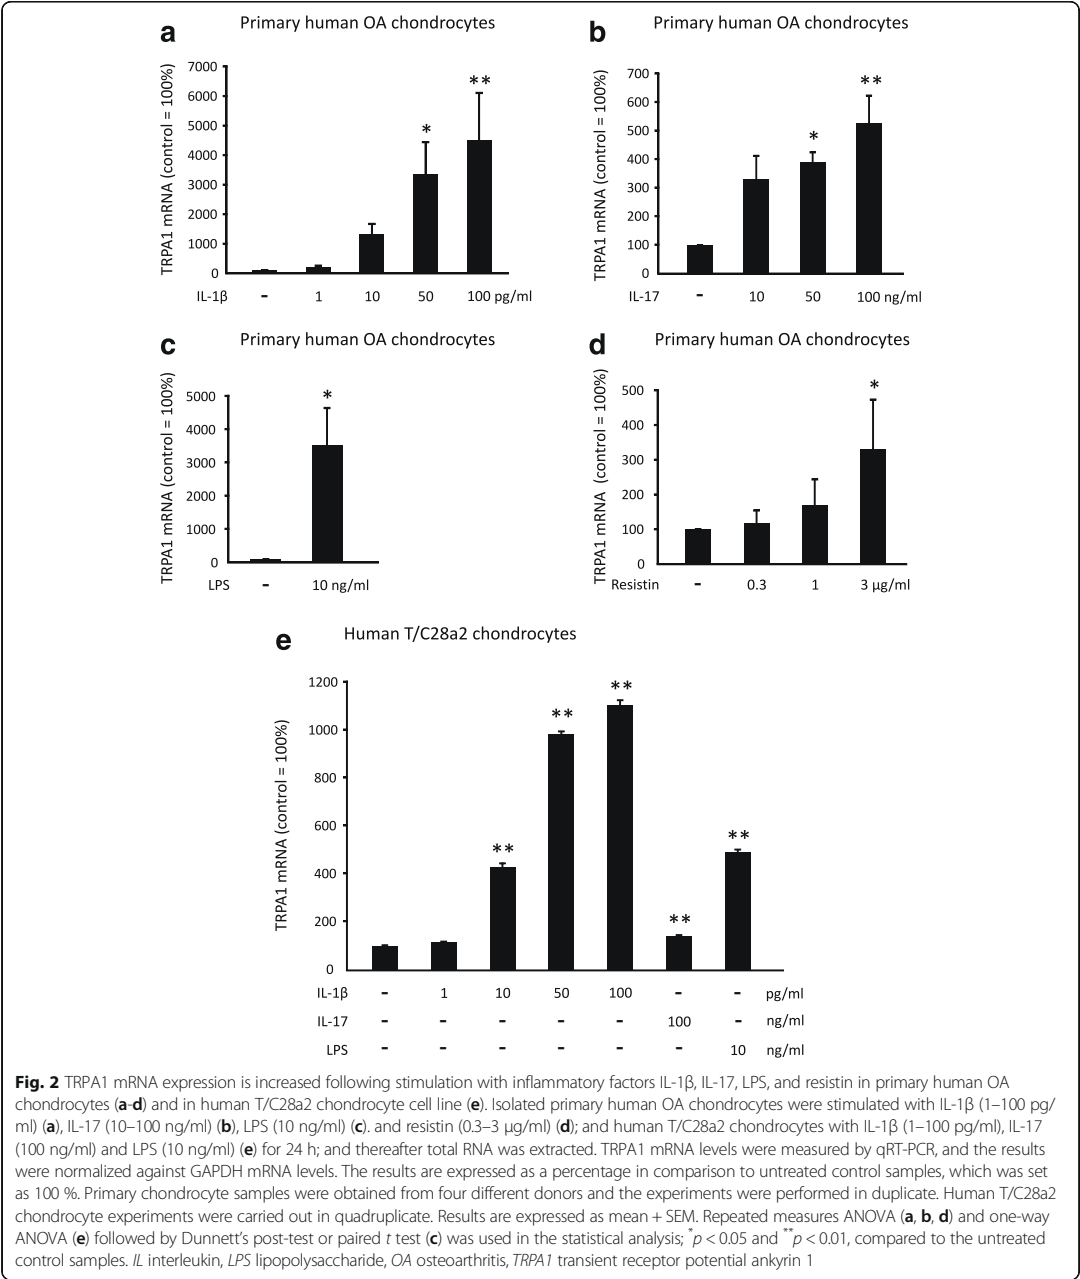 a
Primary human OA chondrocytes
TRPA1 mRNA (control = 100%)
7000
6000
5000
4000
3000
2000
1000
0
*
**
IL-1β - 1 10 50 100 pg/ml
b
Primary human OA chondrocytes
TRPA1 mRNA (control = 100%)
700
600
500
400
300
200
100
0
*
**
IL-17 - 10 50 100 ng/ml
c
Primary human OA chondrocytes
TRPA1 mRNA (control = 100%)
5000
4000
3000
2000
1000
0
*
LPS - 10 ng/ml
d
Primary human OA chondrocytes
TRPA1 mRNA (control = 100%)
500
400
300
200
100
0
*
Resistin - 0.3 1 3 µg/ml
e
Human T/C28a2 chondrocytes
TRPA1 mRNA (control = 100%)
1200
1000
800
600
400
200
0
**
**
**
**
**
IL-1β - 1 10 50 100 - - pg/ml
IL-17 - - - - - 100 - ng/ml
LPS - - - - - - 10 ng/ml
Fig. 2 TRPA1 mRNA expression is increased following stimulation with inflammatory factors IL-1β, IL-17, LPS, and resistin in primary human OA
chondrocytes (a-d) and in human T/C28a2 chondrocyte cell line (e). Isolated primary human OA chondrocytes were stimulated with IL-1β (1–100 pg/
ml) (a), IL-17 (10–100 ng/ml) (b), LPS (10 ng/ml) (c). and resistin (0.3–3 µg/ml) (d); and human T/C28a2 chondrocytes with IL-1β (1–100 pg/ml), IL-17
(100 ng/ml) and LPS (10 ng/ml) (e) for 24 h; and thereafter total RNA was extracted. TRPA1 mRNA levels were measured by qRT-PCR, and the results
were normalized against GAPDH mRNA levels. The results are expressed as a percentage in comparison to untreated control samples, which was set
as 100 %. Primary chondrocyte samples were obtained from four different donors and the experiments were performed in duplicate. Human T/C28a2
chondrocyte experiments were carried out in quadruplicate. Results are expressed as mean + SEM. Repeated measures ANOVA (a, b, d) and one-way
ANOVA (e) followed by Dunnett's post-test or paired t test (c) was used in the statistical analysis; *p < 0.05 and **p < 0.01, compared to the untreated
control samples. IL interleukin, LPS lipopolysaccharide, OA osteoarthritis, TRPA1 transient receptor potential ankyrin 1